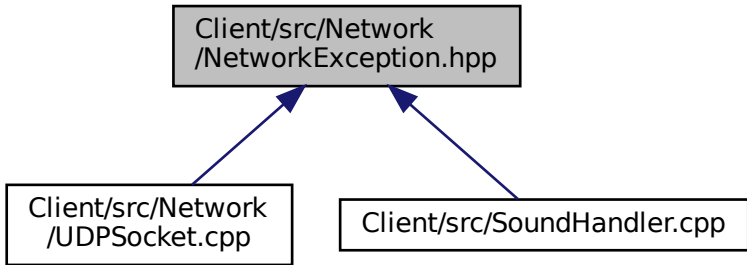 Client/src/Network
/NetworkException.hpp
Client/src/Network
/UDPSocket.cpp
Client/src/SoundHandler.cpp